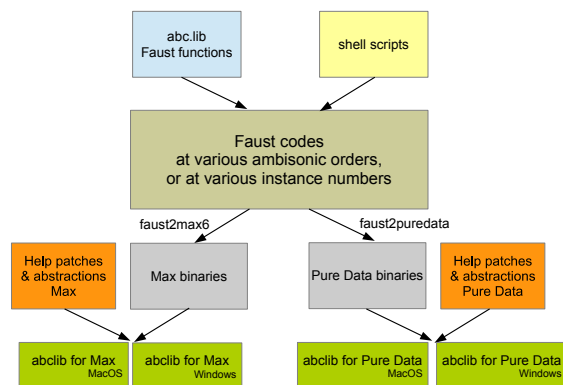 abc.lib
Faust functions
shell scripts
Faust codes
at various ambisonic orders,
or at various instance numbers
faust2max6
faust2puredata
Help patches
& abstractions
Max
Max binaries
Pure Data binaries
Help patches
& abstractions
Pure Data
abclib for Max
MacOS
abclib for Max
Windows
abclib for Pure Data
MacOS
abclib for Pure Data
Windows